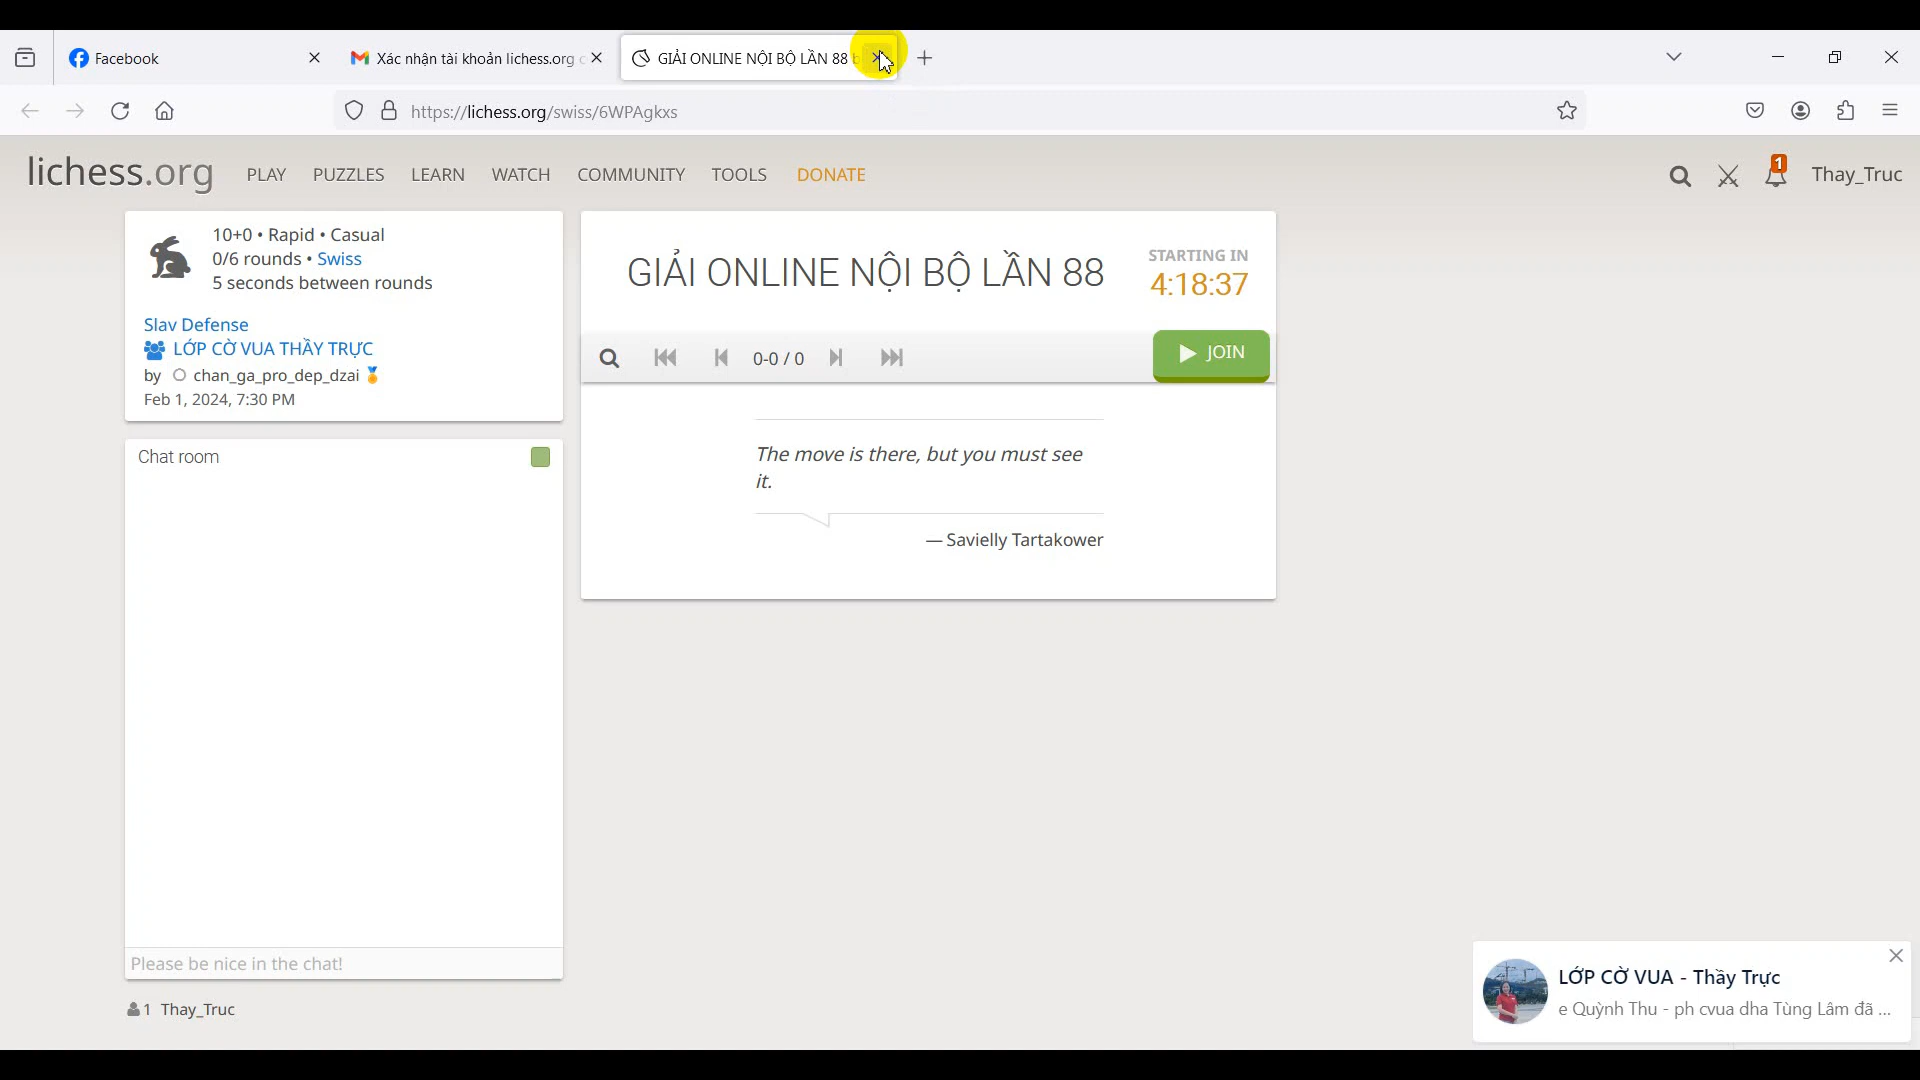 Facebook
Xác nhận tài khoản lichess.org c
GIẢI ONLINE NỘI BỘ LẦN 88
https://lichess.org/swiss/6WPAgkxs
lichess.org
PLAY
PUZZLES
LEARN
WATCH
COMMUNITY
TOOLS
DONATE
1
Thay_Truc
10+0 • Rapid • Casual
0/6 rounds • Swiss
5 seconds between rounds
Slav Defense
LỚP CỜ VUA THẦY TRỰC
by chan_ga_pro_dep_dzai
Feb 1, 2024, 7:30 PM
GIẢI ONLINE NỘI BỘ LẦN 88
STARTING IN
4:18:37
0-0 / 0
JOIN
The move is there, but you must see
it.
— Savielly Tartakower
Chat room
Please be nice in the chat!
1 Thay_Truc
LỚP CỜ VUA - Thầy Trực
e Quỳnh Thu - ph cvua dha Tùng Lâm đã ...